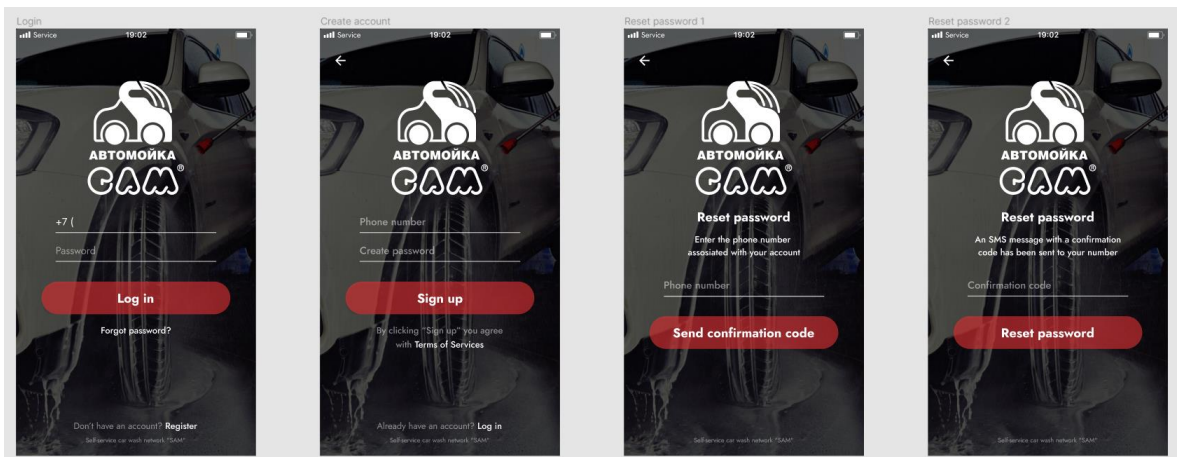 Login
Service
19:02
АВТОМОЙКА
САМ®
+7 (
Password
Log in
Forgot password?
Don't have an account? Register
Self-service car wash network "SAM"
Create account
Service
19:02
АВТОМОЙКА
САМ®
Phone number
Create password
Sign up
By clicking "Sign up" you agree
with Terms of Services
Already have an account? Log in
Self-service car wash network "SAM"
Reset password 1
Service
19:02
АВТОМОЙКА
САМ®
Reset password
Enter the phone number
assosiated with your account
Phone number
Send confirmation code
Self-service car wash network "SAM"
Reset password 2
Service
19:02
АВТОМОЙКА
САМ®
Reset password
An SMS message with a confirmation
code has been sent to your number
Confirmation code
Reset password
Self-service car wash network "SAM"